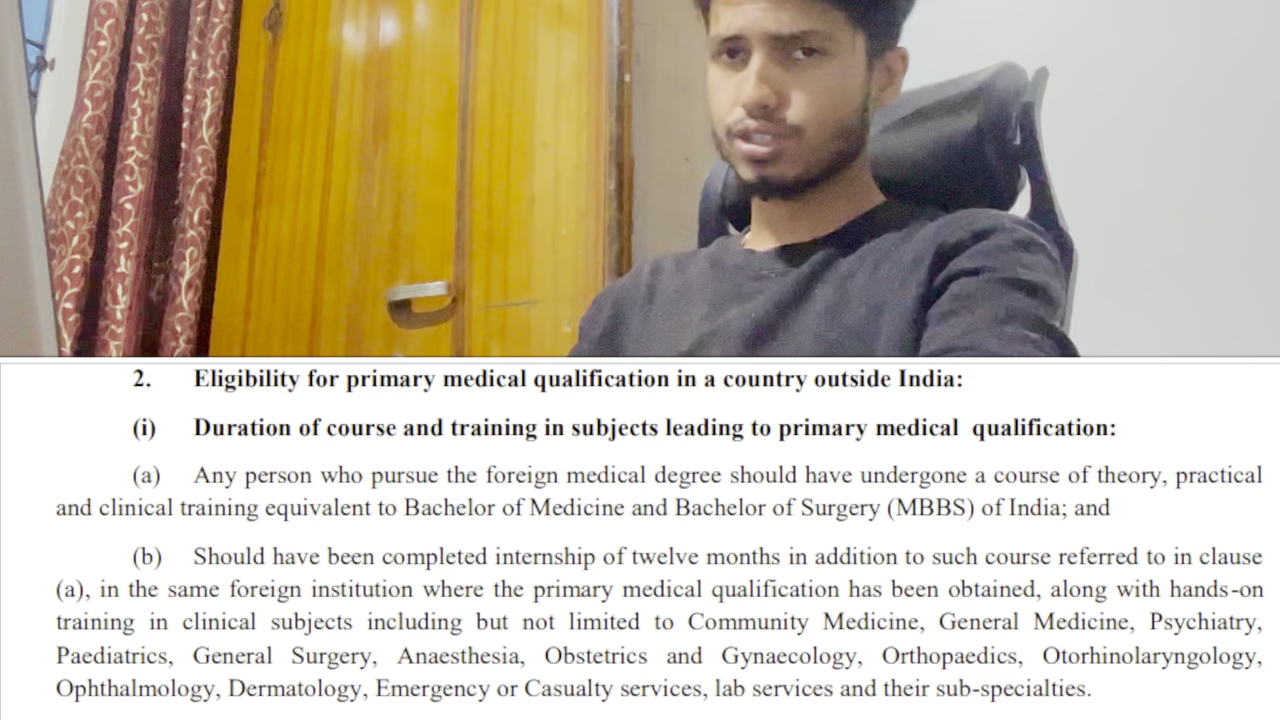 2. Eligibility for primary medical qualification in a country outside India:
(i) Duration of course and training in subjects leading to primary medical qualification:
(a) Any person who pursue the foreign medical degree should have undergone a course of theory, practical
and clinical training equivalent to Bachelor of Medicine and Bachelor of Surgery (MBBS) of India; and
(b) Should have been completed internship of twelve months in addition to such course referred to in clause
(a), in the same foreign institution where the primary medical qualification has been obtained, along with hands-on
training in clinical subjects including but not limited to Community Medicine, General Medicine, Psychiatry,
Paediatrics, General Surgery, Anaesthesia, Obstetrics and Gynaecology, Orthopaedics, Otorhinolaryngology,
Ophthalmology, Dermatology, Emergency or Casualty services, lab services and their sub-specialties.